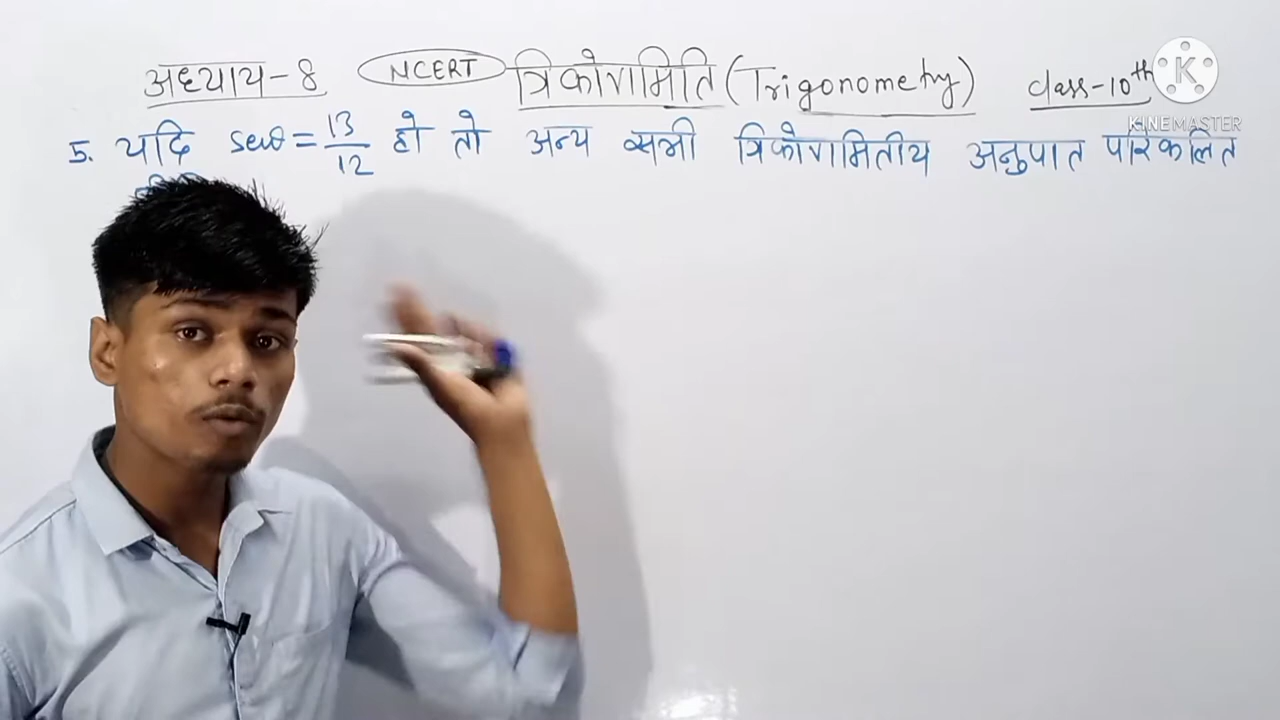 अध्याय-8 NCERT त्रिकोणमिति (Trigonometry) class-10th
5. यदि secθ = 13/12 हो तो अन्य सभी त्रिकोणमितीय अनुपात परिकलित
K
KINEMASTER